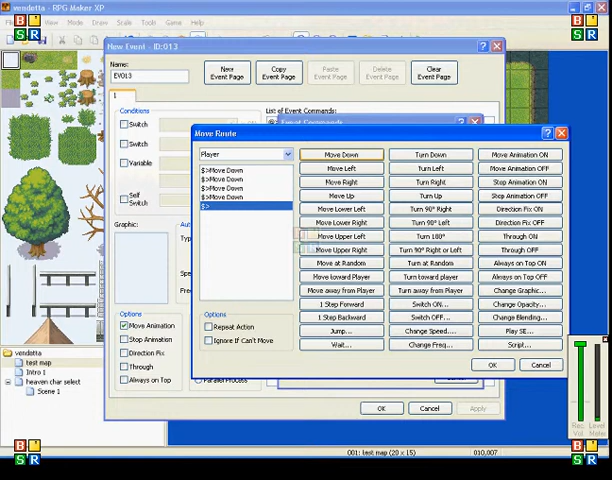 vendetta - RPG Maker XP
View Mode Draw Scale Tools Game
New Event - ID:013
Name:
EV013
New Event Page
Copy Event Page
Paste Event Page
Delete Event Page
Clear Event Page
1
Conditions
Switch
Switch
Variable
Self Switch
List of Event Commands:
Graphic:
Options
Move Animation
Stop Animation
Direction Fix
Through
Always on Top
Parallel Process
OK
Cancel
Apply
Move Route
Player
$>Move Down
$>Move Down
$>Move Down
$>Move Down
$>
Options
Repeat Action
Ignore If Can't Move
Move Down
Move Left
Move Right
Move Up
Move Lower Left
Move Lower Right
Move Upper Left
Move Upper Right
Move at Random
Move toward Player
Move away from Player
1 Step Forward
1 Step Backward
Jump...
Wait...
Turn Down
Turn Left
Turn Right
Turn Up
Turn 90° Right
Turn 90° Left
Turn 180°
Turn 90° Right or Left
Turn at Random
Turn toward player
Turn away from Player
Switch ON...
Switch OFF...
Change Speed...
Change Freq...
Move Animation ON
Move Animation OFF
Stop Animation ON
Stop Animation OFF
Direction Fix ON
Direction Fix OFF
Through ON
Through OFF
Always on Top ON
Always on Top OFF
Change Graphic...
Change Opacity...
Change Blending...
Play SE...
Script...
OK
Cancel
vendetta
test map
Intro 1
heaven char select
Scene 1
001: test map (20 x 15)
010,007
B
S R
B
S R
B
S R
B
S R